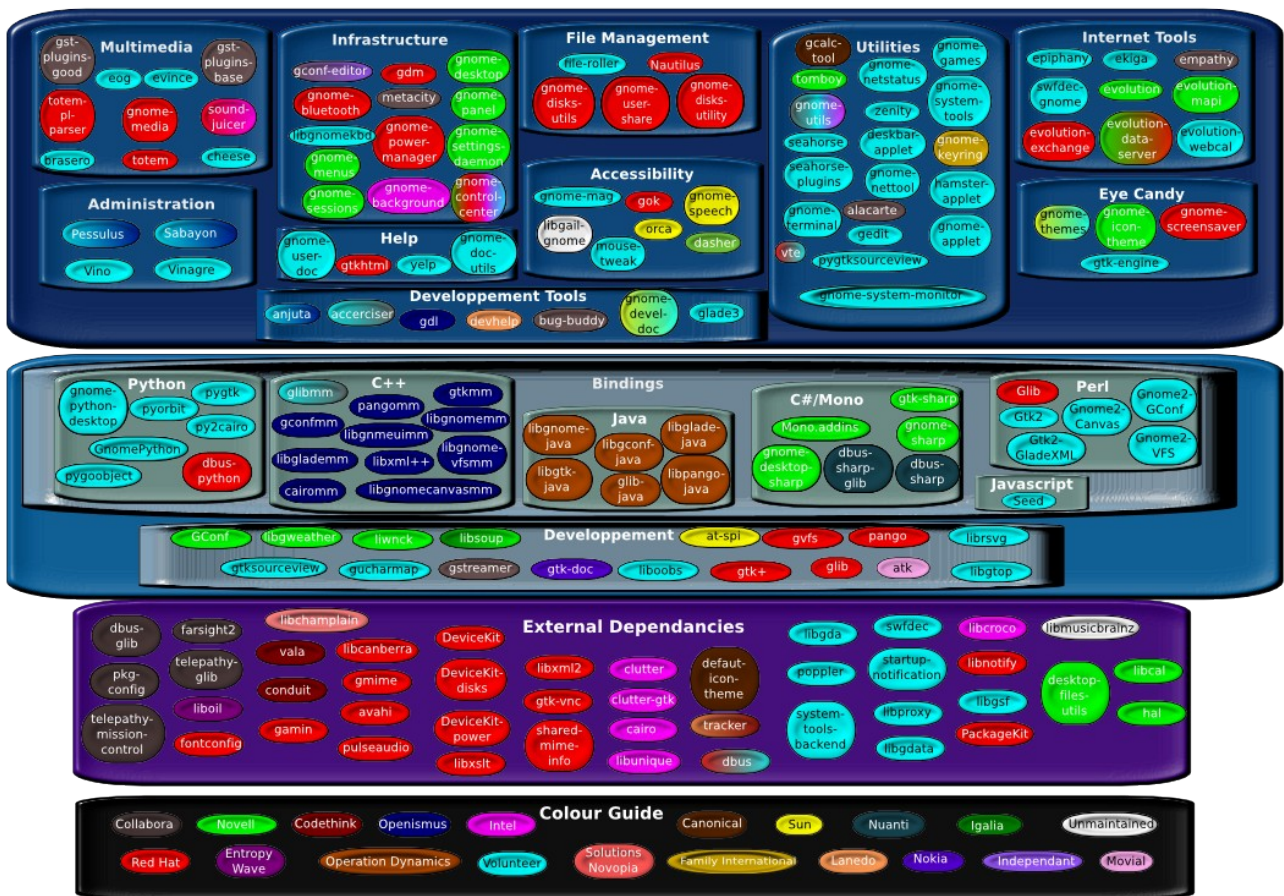 Multimedia
gst-
plugins-
good
gst-
plugins-
base
eog
evince
totem-
pl-
parser
gnome-
media
sound-
juicer
brasero
totem
cheese
Administration
Pessulus
Sabayon
Vino
Vinagre
Infrastructure
gconf-editor
gdm
gnome-
desktop
gnome-
bluetooth
metacity
gnome-
panel
libgnomekbd
gnome-
power-
manager
gnome-
settings-
daemon
gnome-
menus
gnome-
sessions
gnome-
background
gnome-
control-
center
Help
gnome-
user-
doc
gtkhtml
yelp
gnome-
doc-
utils
File Management
file-roller
Nautilus
gnome-
disks-
utils
gnome-
user-
share
gnome-
disks-
utility
Accessibility
gnome-mag
gok
gnome-
speech
libgail-
gnome
orca
mouse-
tweak
dasher
Developpement Tools
anjuta
accerciser
gdl
devhelp
bug-buddy
gnome-
devel-
doc
glade3
Utilities
gcalc-
tool
gnome-
netstatus
gnome-
games
tomboy
gnome-
utils
zenity
gnome-
system-
tools
seahorse
deskbar-
applet
gnome-
keyring
seahorse-
plugins
gnome-
nettool
hamster-
applet
gnome-
terminal
alacarte
gedit
gnome-
applet
vte
pygtksourceview
gnome-system-monitor
Internet Tools
epiphany
ekiga
empathy
swfdec-
gnome
evolution
evolution-
mapi
evolution-
exchange
evolution-
data-
server
evolution-
webcal
Eye Candy
gnome-
themes
gnome-
icon-
theme
gnome-
screensaver
gtk-engine
Bindings
Python
gnome-
python-
desktop
pygtk
pyorbit
py2cairo
GnomePython
pygoobject
dbus-
python
C++
glibmm
gtkmm
pangomm
gconfmm
libgnomemm
libgnmeuimm
libglademm
libxml++
libgnome-
vfsmm
cairomm
libgnomecanvasmm
Java
libgnome-
java
libgconf-
java
libglade-
java
libgtk-
java
glib-
java
libpango-
java
C#/Mono
gtk-sharp
Mono.addins
gnome-
sharp
gnome-
desktop-
sharp
dbus-
sharp-
glib
dbus-
sharp
Perl
Glib
Gtk2
Gnome2-
Canvas
Gnome2-
GConf
Gtk2-
GladeXML
Gnome2-
VFS
Javascript
Seed
Developpement
GConf
libgweather
liwnck
libsoup
at-spi
gvfs
pango
librsvg
gtksourceview
gucharmap
gstreamer
gtk-doc
liboobs
gtk+
glib
atk
libgtop
External Dependancies
dbus-
glib
farsight2
libchamplain
vala
libcanberra
DeviceKit
pkg-
config
telepathy-
glib
conduit
gmime
DeviceKit-
disks
telepathy-
mission-
control
liboil
fontconfig
gamin
avahi
pulseaudio
DeviceKit-
power
libxslt
libxml2
gtk-vnc
shared-
mime-
info
clutter
clutter-gtk
cairo
libunique
defaut-
icon-
theme
tracker
dbus
libgda
poppler
system-
tools-
backend
swfdec
startup-
notification
libproxy
libgdata
libcroco
libnotify
libgsf
PackageKit
libmusicbrainz
desktop-
files-
utils
libcal
hal
Colour Guide
Collabora
Novell
Codethink
Openismus
Intel
Canonical
Sun
Nuanti
Igalia
Unmaintained
Red Hat
Entropy
Wave
Operation Dynamics
Volunteer
Solutions
Novopia
Family International
Lanedo
Nokia
Independant
Movial